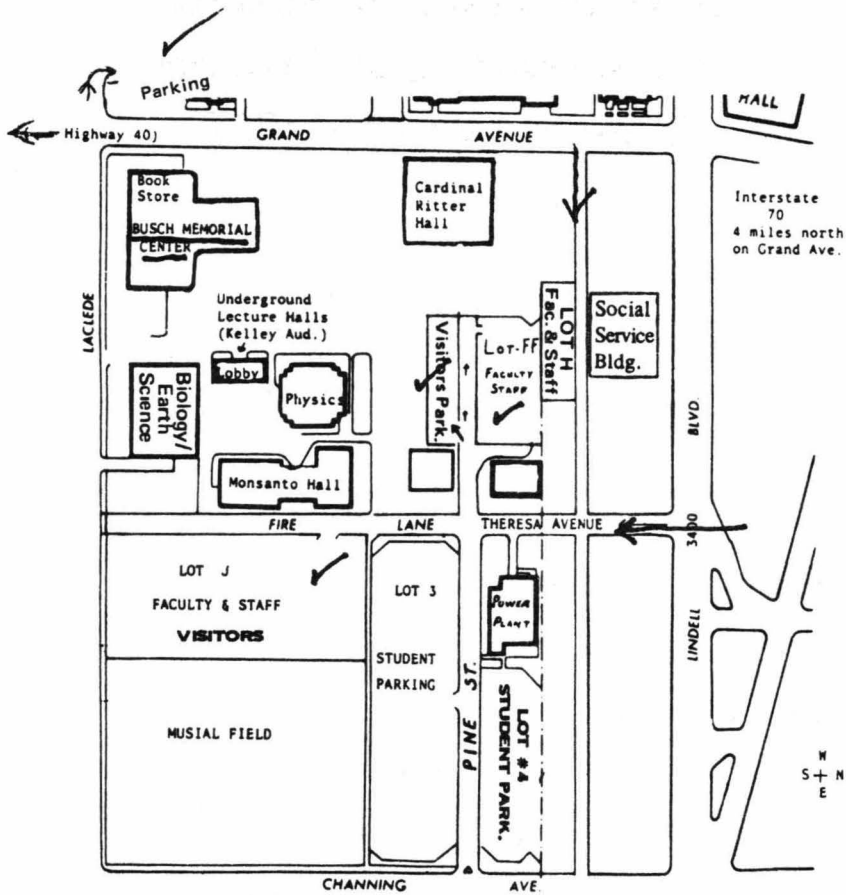 Parking
HALL
Highway 40)
GRAND AVENUE
Book
Store
BUSCH MEMORIAL
CENTER
Cardinal
Ritter
Hall
Interstate
70
4 miles north
on Grand Ave.
LACLEDE
Underground
Lecture Halls
(Kelley Aud.)
Lobby
Physics
Biology/
Earth
Science
Monsanto Hall
Visitors Park.
LOT-FF
FACULTY
STAFF
LOT H
Fac. & Staff
Social
Service
Bldg.
BLVD.
3400
LINDELL
FIRE LANE THERESA AVENUE
LOT J
FACULTY & STAFF
VISITORS
LOT 3
STUDENT
PARKING
POWER
PLANT
PINE ST.
LOT #4
STUDENT PARK.
MUSIAL FIELD
W
S N
E
CHANNING AVE.